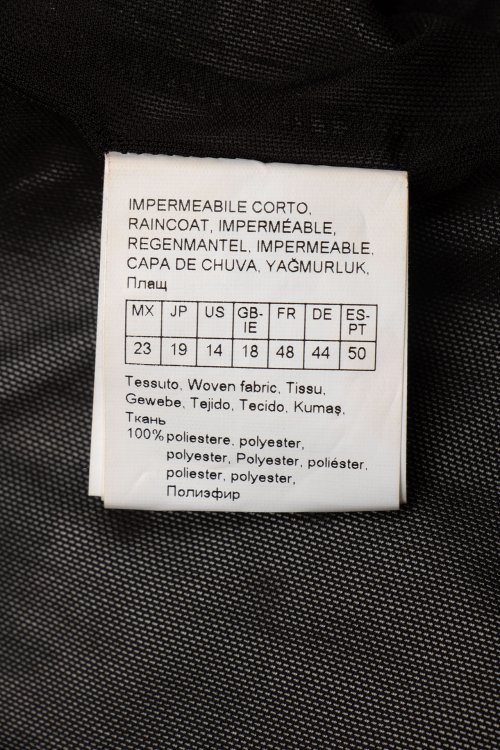 IMPERMEABILE CORTO,
RAINCOAT, IMPERMÉABLE,
REGENMANTEL, IMPERMEABLE,
CAPA DE CHUVA, YAĞMURLUK,
Плащ
MX JP US GB-IE FR DE ES-PT
23 19 14 18 48 44 50
Tessuto, Woven fabric, Tissu,
Gewebe, Tejido, Tecido, Kumaş,
Ткань
100% poliestere, polyester,
polyester, Polyester, poliéster,
poliester, polyester,
Полиэфир